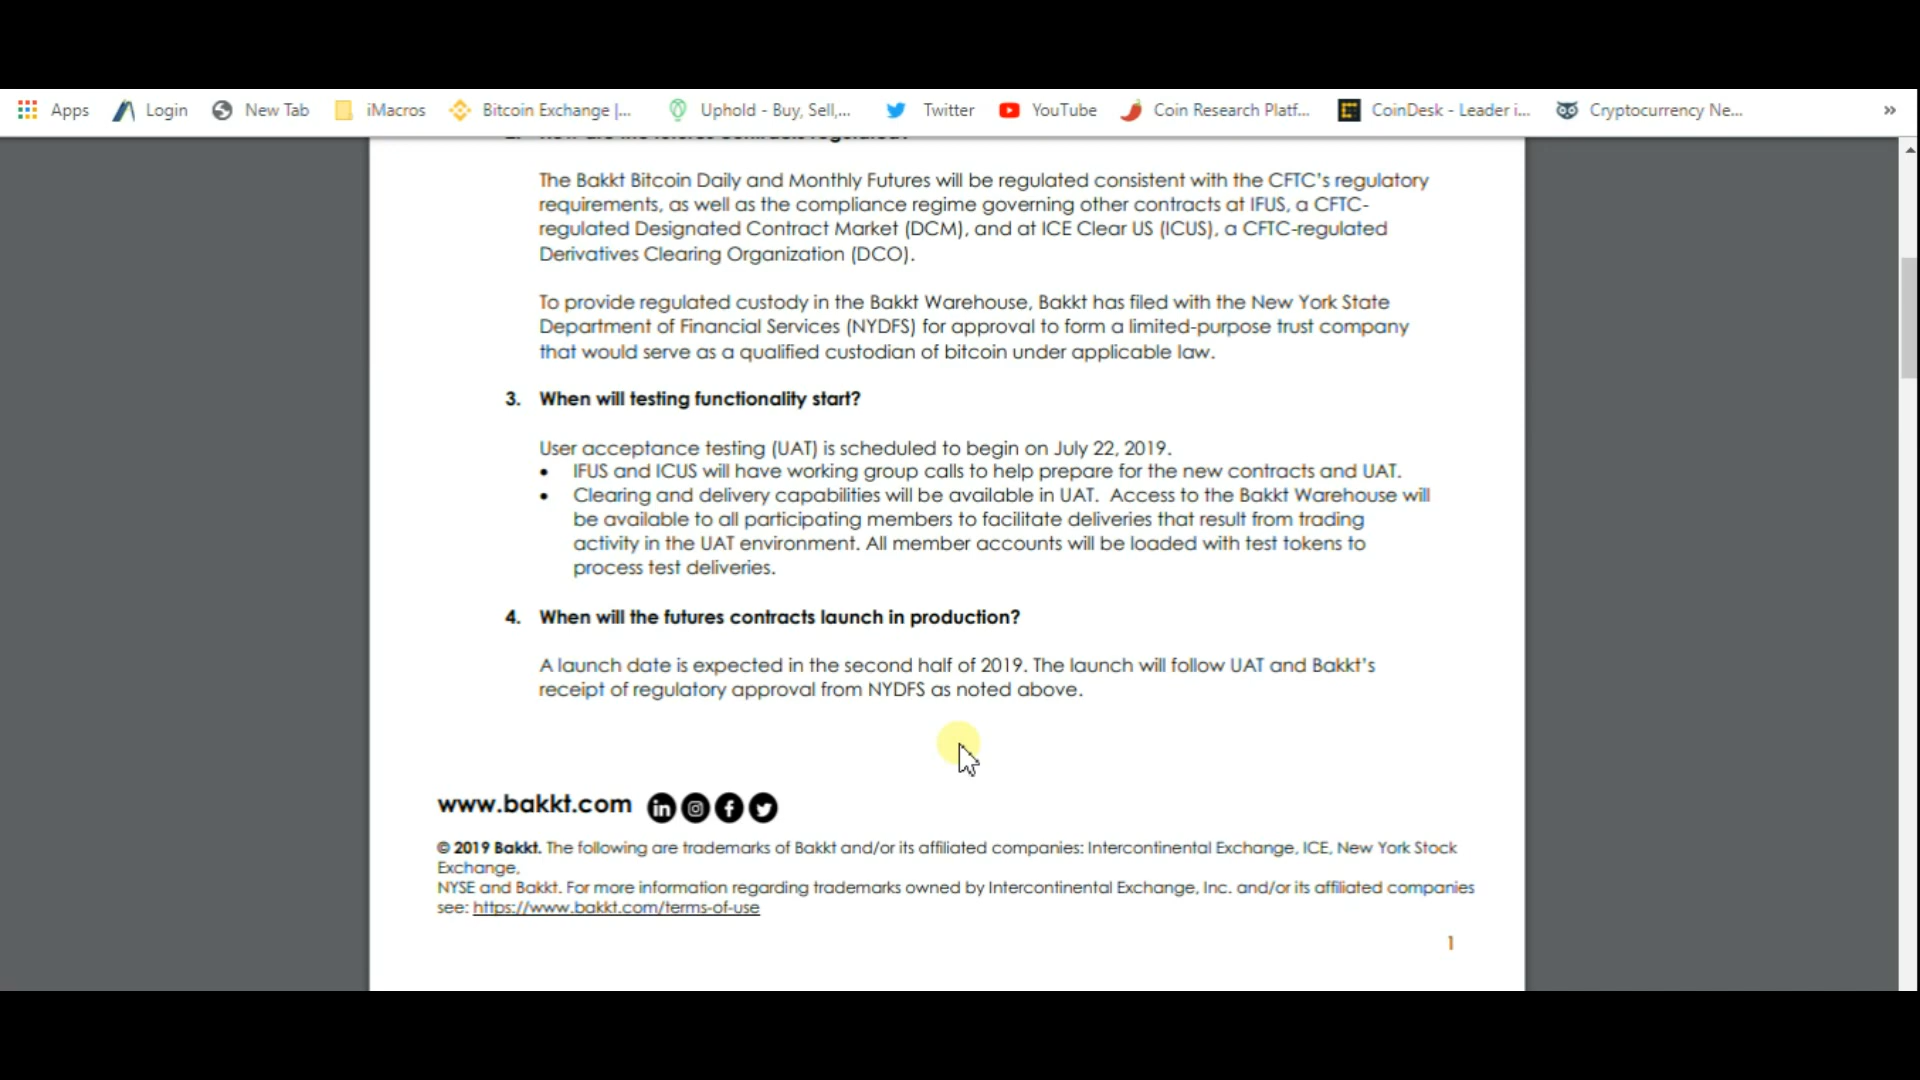 Apps Login New Tab iMacros Bitcoin Exchange |... Uphold - Buy, Sell,... Twitter YouTube Coin Research Platf... CoinDesk - Leader i... Cryptocurrency Ne... »
2. How are the futures contracts regulated?
The Bakkt Bitcoin Daily and Monthly Futures will be regulated consistent with the CFTC's regulatory
requirements, as well as the compliance regime governing other contracts at IFUS, a CFTC-
regulated Designated Contract Market (DCM), and at ICE Clear US (ICUS), a CFTC-regulated
Derivatives Clearing Organization (DCO).
To provide regulated custody in the Bakkt Warehouse, Bakkt has filed with the New York State
Department of Financial Services (NYDFS) for approval to form a limited-purpose trust company
that would serve as a qualified custodian of bitcoin under applicable law.
3. When will testing functionality start?
User acceptance testing (UAT) is scheduled to begin on July 22, 2019.
• IFUS and ICUS will have working group calls to help prepare for the new contracts and UAT.
• Clearing and delivery capabilities will be available in UAT. Access to the Bakkt Warehouse will
be available to all participating members to facilitate deliveries that result from trading
activity in the UAT environment. All member accounts will be loaded with test tokens to
process test deliveries.
4. When will the futures contracts launch in production?
A launch date is expected in the second half of 2019. The launch will follow UAT and Bakkt's
receipt of regulatory approval from NYDFS as noted above.
www.bakkt.com
© 2019 Bakkt. The following are trademarks of Bakkt and/or its affiliated companies: Intercontinental Exchange, ICE, New York Stock
Exchange,
NYSE and Bakkt. For more information regarding trademarks owned by Intercontinental Exchange, Inc. and/or its affiliated companies
see: https://www.bakkt.com/terms-of-use
1